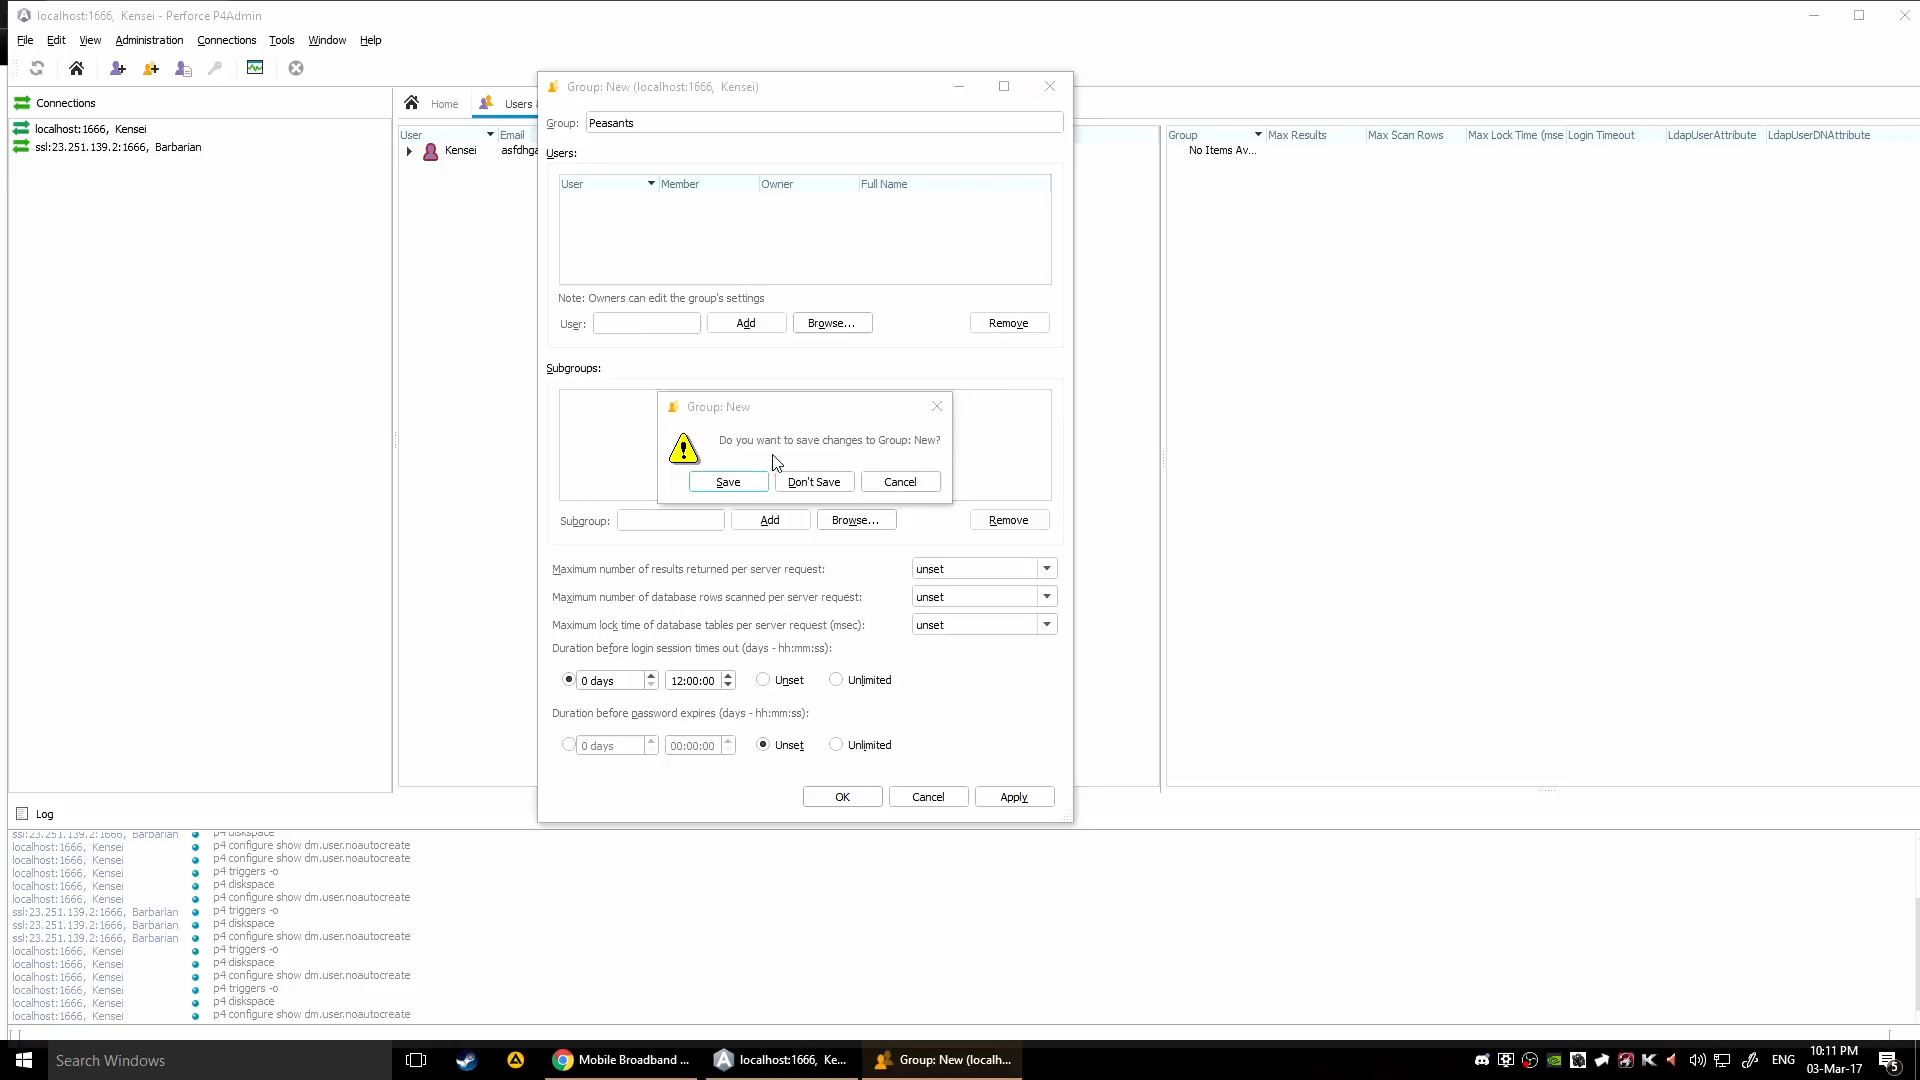 localhost:1666, Kensei - Perforce P4Admin
File Edit View Administration Connections Tools Window Help
Connections
localhost:1666, Kensei
ssl:23.251.139.2:1666, Barbarian
Home Users
User Email
Kensei asfdhga
Group: New (localhost:1666, Kensei)
Group: Peasants
Users:
User Member Owner Full Name
Note: Owners can edit the group's settings
User: Add Browse... Remove
Subgroups:
Group: New
Do you want to save changes to Group: New?
Save Don't Save Cancel
Subgroup: Add Browse... Remove
Maximum number of results returned per server request: unset
Maximum number of database rows scanned per server request: unset
Maximum lock time of database tables per server request (msec): unset
Duration before login session times out (days - hh:mm:ss):
0 days 12:00:00 Unset Unlimited
Duration before password expires (days - hh:mm:ss):
0 days 00:00:00 Unset Unlimited
OK Cancel Apply
Group Max Results Max Scan Rows Max Lock Time (mse Login Timeout LdapUserAttribute LdapUserDNAttribute
No Items Av...
Log
ssl:23.251.139.2:1666, Barbarian p4 diskspace
localhost:1666, Kensei p4 configure show dm.user.noautocreate
localhost:1666, Kensei p4 configure show dm.user.noautocreate
localhost:1666, Kensei p4 triggers -o
localhost:1666, Kensei p4 diskspace
localhost:1666, Kensei p4 configure show dm.user.noautocreate
ssl:23.251.139.2:1666, Barbarian p4 triggers -o
ssl:23.251.139.2:1666, Barbarian p4 diskspace
ssl:23.251.139.2:1666, Barbarian p4 configure show dm.user.noautocreate
localhost:1666, Kensei p4 triggers -o
localhost:1666, Kensei p4 diskspace
localhost:1666, Kensei p4 configure show dm.user.noautocreate
localhost:1666, Kensei p4 triggers -o
localhost:1666, Kensei p4 diskspace
localhost:1666, Kensei p4 configure show dm.user.noautocreate
Search Windows
Mobile Broadband ...
localhost:1666, Ke...
Group: New (localh...
ENG
10:11 PM
03-Mar-17
5